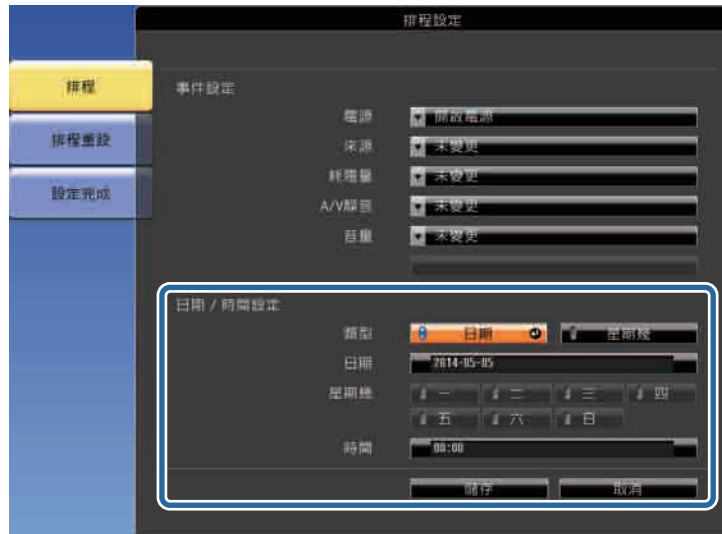 排程設定
排程
排程重設
設定完成
事件設定
電源 開啟電源
來源 未變更
耗電量 未變更
A/V靜音 未變更
音量 未變更
日期 / 時間設定
類型 日期 星期幾
日期 2014-05-05
星期幾 一 二 三 四
五 六 日
時間 00:00
儲存 取消